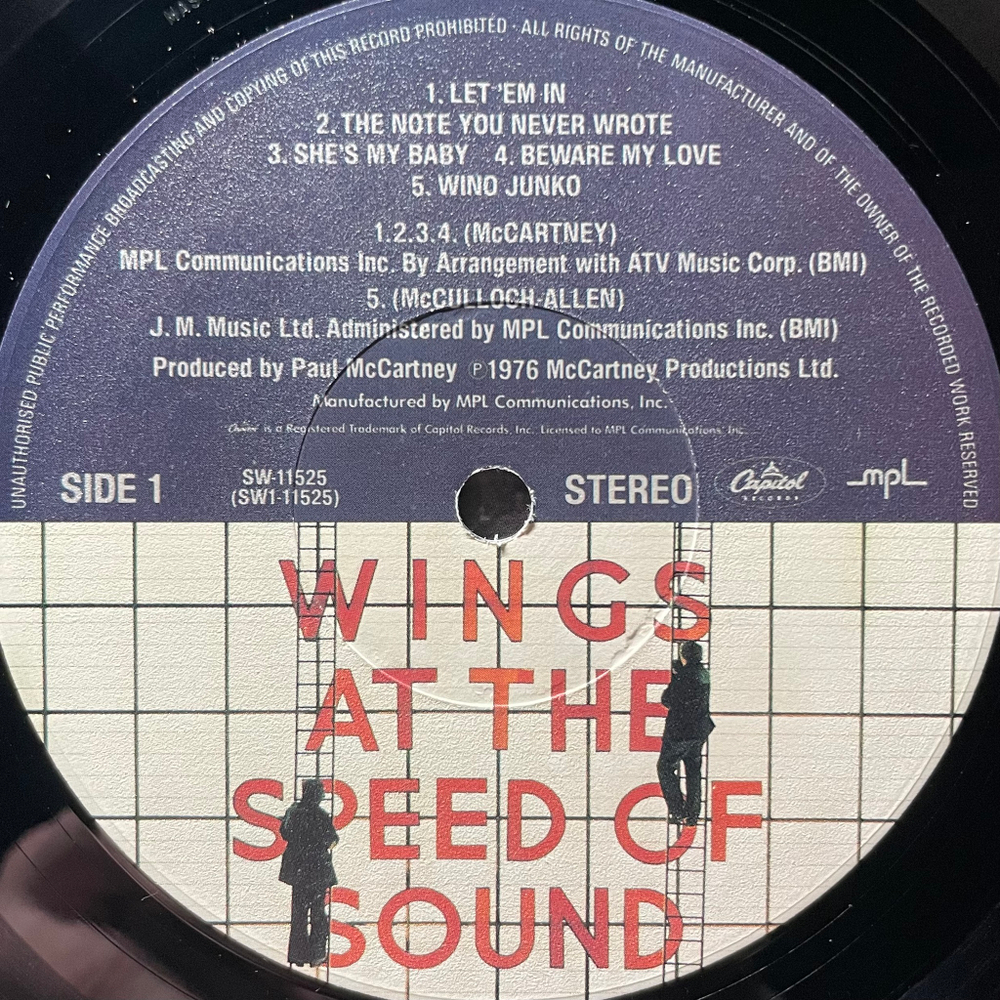 UNAUTHORISED PUBLIC PERFORMANCE BROADCASTING AND COPYING OF THIS RECORD PROHIBITED · ALL RIGHTS OF THE MANUFACTURER AND OF THE OWNER OF THE RECORDED WORK RESERVED
1. LET 'EM IN
2. THE NOTE YOU NEVER WROTE
3. SHE'S MY BABY 4. BEWARE MY LOVE
5. WINO JUNKO
1.2.3.4. (McCARTNEY)
MPL Communications Inc. By Arrangement with ATV Music Corp. (BMI)
5. (McCULLOCH-ALLEN)
J. M. Music Ltd. Administered by MPL Communications Inc. (BMI)
Produced by Paul McCartney ℗ 1976 McCartney Productions Ltd.
Manufactured by MPL Communications, Inc.
Capitol is a Registered Trademark of Capitol Records, Inc. Licensed to MPL Communications Inc.
SIDE 1
SW-11525
(SW1-11525)
STEREO
Capitol
RECORDS
mpl
WINGS
AT THE
SPEED OF
SOUND